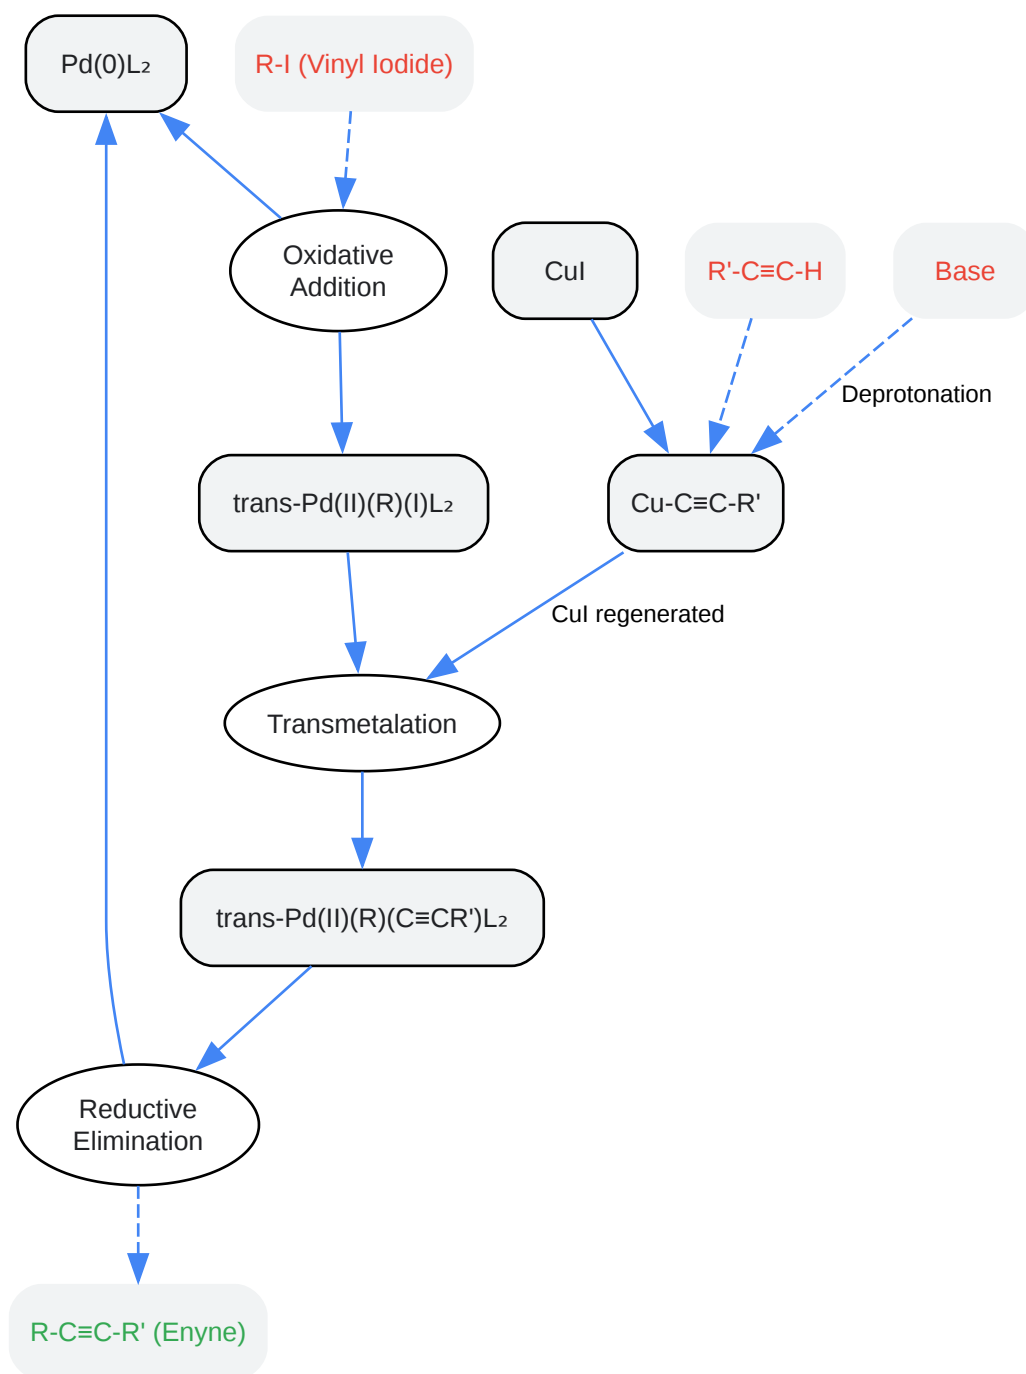 Pd(0)L₂
R-I (Vinyl Iodide)
Oxidative
Addition
CuI
R'-C≡C-H
Base
Deprotonation
trans-Pd(II)(R)(I)L₂
Cu-C≡C-R'
CuI regenerated
Transmetalation
trans-Pd(II)(R)(C≡CR')L₂
Reductive
Elimination
R-C≡C-R' (Enyne)